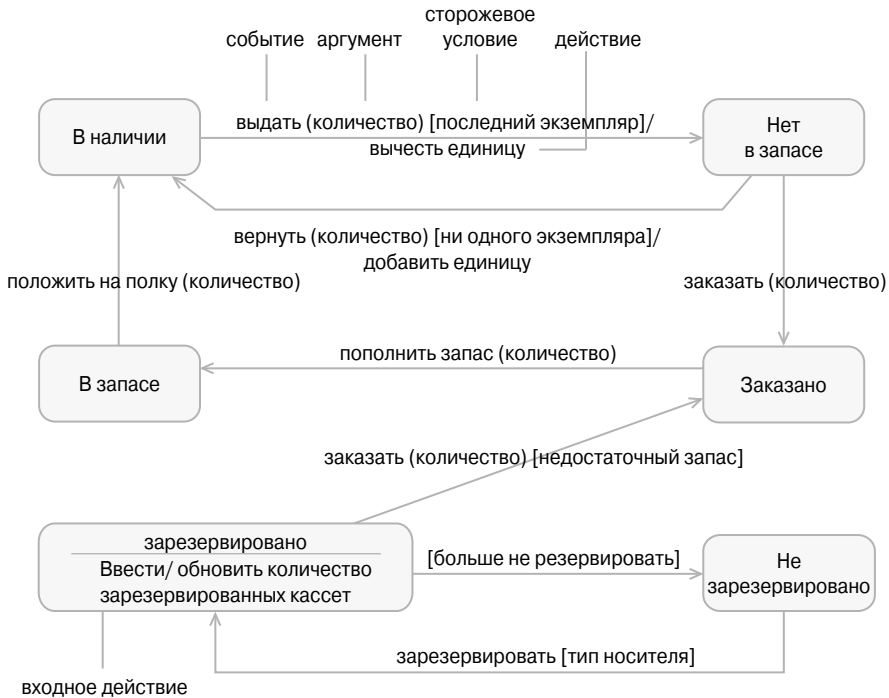 сторожевое
событие аргумент условие действие
В наличии
выдать (количество) [последний экземпляр]/
вычесть единицу
Нет
в запасе
вернуть (количество) [ни одного экземпляра]/
добавить единицу
положить на полку (количество)
заказать (количество)
В запасе
пополнить запас (количество)
Заказано
заказать (количество) [недостаточный запас]
зарезервировано
Ввести/ обновить количество
зарезервированных кассет
[больше не резервировать]
Не
зарезервировано
зарезервировать [тип носителя]
входное действие